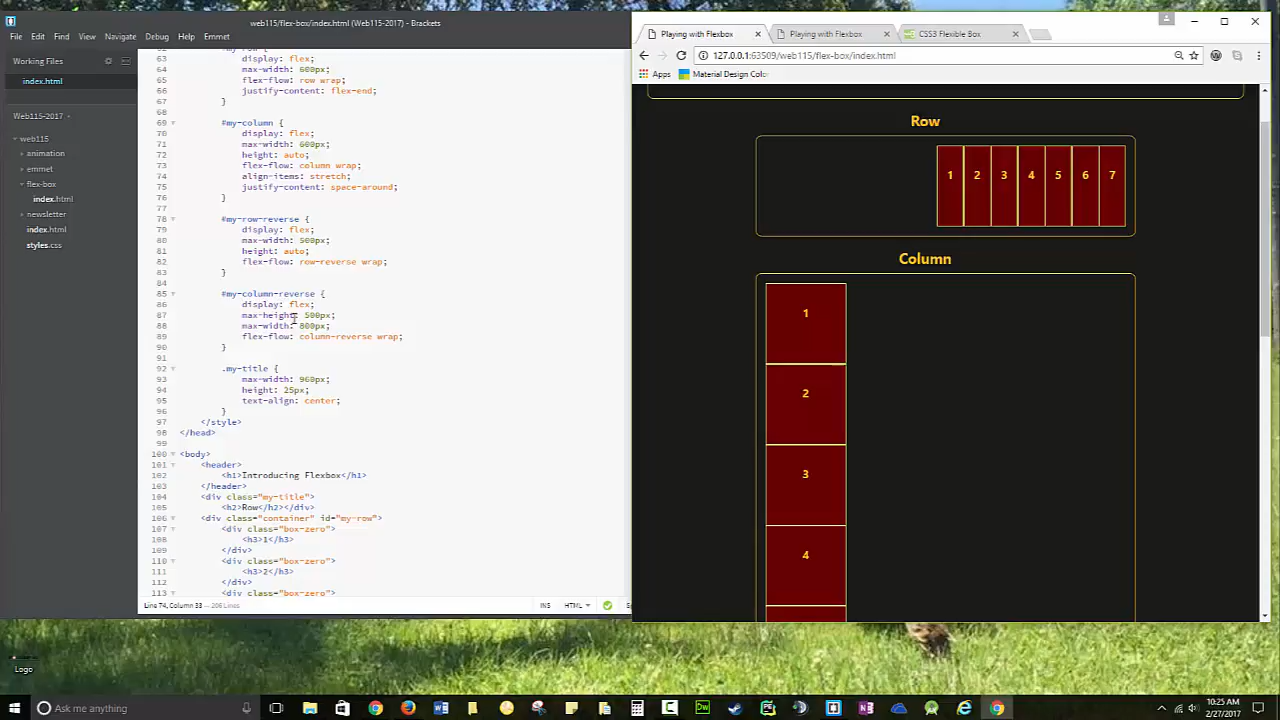 web115/flex-box/index.html (Web115-2017) - Brackets
File Edit View Navigate Debug Help Emmet
Working Files
index.html
Web115-2017
web115
animation
emmet
flex-box
index.html
newsletter
index.html
styles.css
63 display: flex;
64 max-width: 600px;
65 flex-flow: row wrap;
66 justify-content: flex-end;
67 }
68
69 #my-column {
70 display: flex;
71 max-width: 600px;
72 height: auto;
73 flex-flow: column wrap;
74 align-items: stretch;
75 justify-content: space-around;
76 }
77
78 #my-row-reverse {
79 display: flex;
80 max-width: 500px;
81 height: auto;
82 flex-flow: row-reverse wrap;
83 }
84
85 #my-column-reverse {
86 display: flex;
87 max-height: 500px;
88 max-width: 800px;
89 flex-flow: column-reverse wrap;
90 }
91
92 .my-title {
93 max-width: 960px;
94 height: 25px;
95 text-align: center;
96 }
97 </style>
98 </head>
99
100 <body>
101 <header>
102 <h1>Introducing Flexbox</h1>
103 </header>
104 <div class="my-title">
105 <h2>Row</h2></div>
106 <div class="container" id="my-row">
107 <div class="box-zero">
108 <h3>1</h3>
109 </div>
110 <div class="box-zero">
111 <h3>2</h3>
112 </div>
113 <div class="box-zero">
Line 74, Column 33 — 206 Lines
INS HTML
Playing with Flexbox
Playing with Flexbox
CSS3 Flexible Box
127.0.0.1:63509/web115/flex-box/index.html
Apps
Row
1 2 3 4 5 6 7
Column
1
2
3
4
Logo
Ask me anything
10:25 AM
2/27/2017